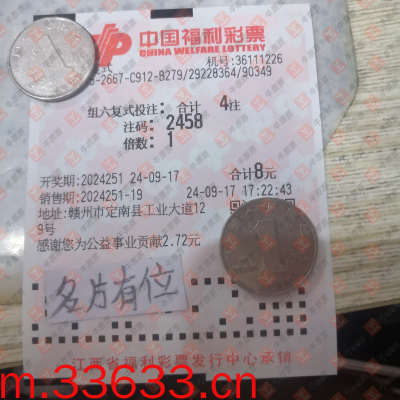 中国福利彩票
CHINA WELFARE LOTTERY
机号:36111226
-2667-C912-B279/29228364/90349
组六复式投注: 合计 4注
注码: 2458
倍数: 1
开奖期:2024251 24-09-17 合计8元
销售期:2024251-19 24-09-17 17:22:43
地址:赣州市定南县工业大道12
9号
感谢您为公益事业贡献2.72元
名片有位
江西省福利彩票发行中心承销
m.33633.cn